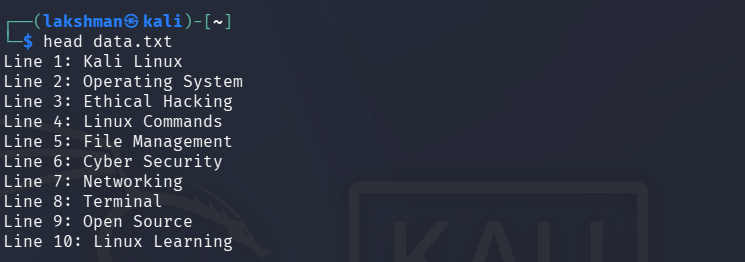 ┌──(lakshman㉿kali)-[~]
└─$ head data.txt
Line 1: Kali Linux
Line 2: Operating System
Line 3: Ethical Hacking
Line 4: Linux Commands
Line 5: File Management
Line 6: Cyber Security
Line 7: Networking
Line 8: Terminal
Line 9: Open Source
Line 10: Linux Learning
KALI